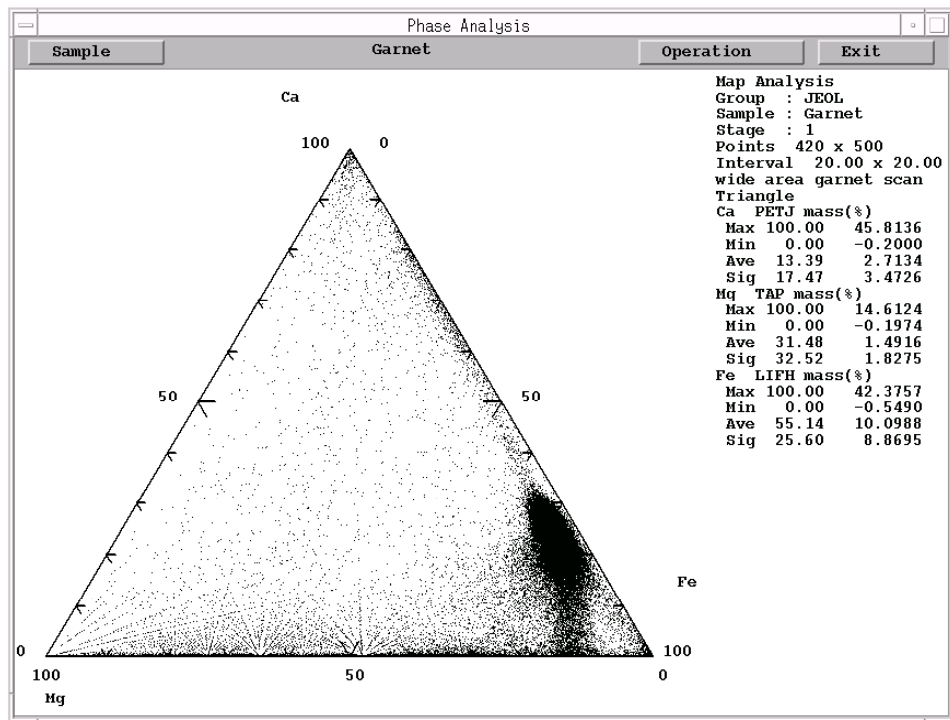 Phase Analysis
Sample
Garnet
Operation
Exit
Map Analysis
Group : JEOL
Sample : Garnet
Stage : 1
Points 420 x 500
Interval 20.00 x 20.00
wide area garnet scan
Triangle
Ca PETJ mass(%)
Max 100.00 45.8136
Min 0.00 -0.2000
Ave 13.39 2.7134
Sig 17.47 3.4726
Mg TAP mass(%)
Max 100.00 14.6124
Min 0.00 -0.1974
Ave 31.48 1.4916
Sig 32.52 1.8275
Fe LIFH mass(%)
Max 100.00 42.3757
Min 0.00 -0.5490
Ave 55.14 10.0988
Sig 25.60 8.8695
Ca
100 0
50 50
Fe
0 100
100 50 0
Mg